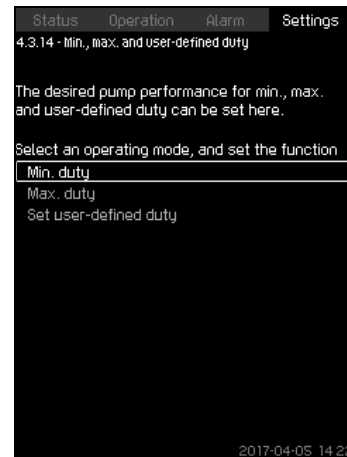 Status Operation Alarm Settings
4.3.14 - Min., max. and user-defined duty
The desired pump performance for min., max.
and user-defined duty can be set here.
Select an operating mode, and set the function
Min. duty
Max. duty
Set user-defined duty
2017-04-05 14:2